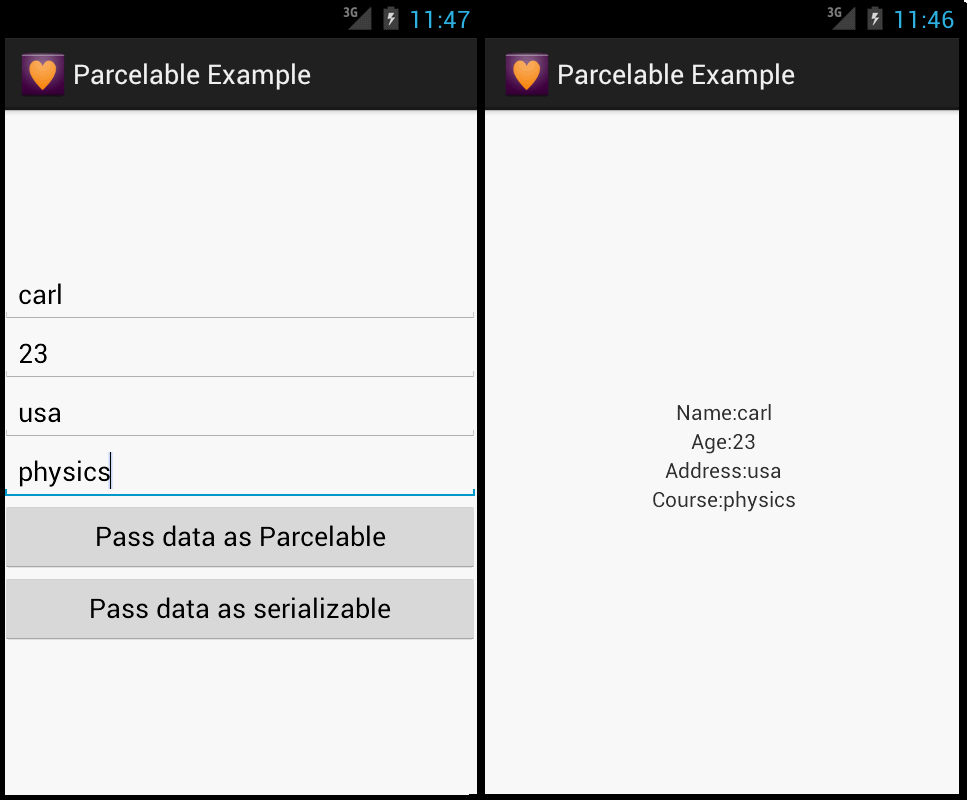 3G 11:47
Parcelable Example
carl
23
usa
physics
Pass data as Parcelable
Pass data as serializable
3G 11:46
Parcelable Example
Name:carl
Age:23
Address:usa
Course:physics